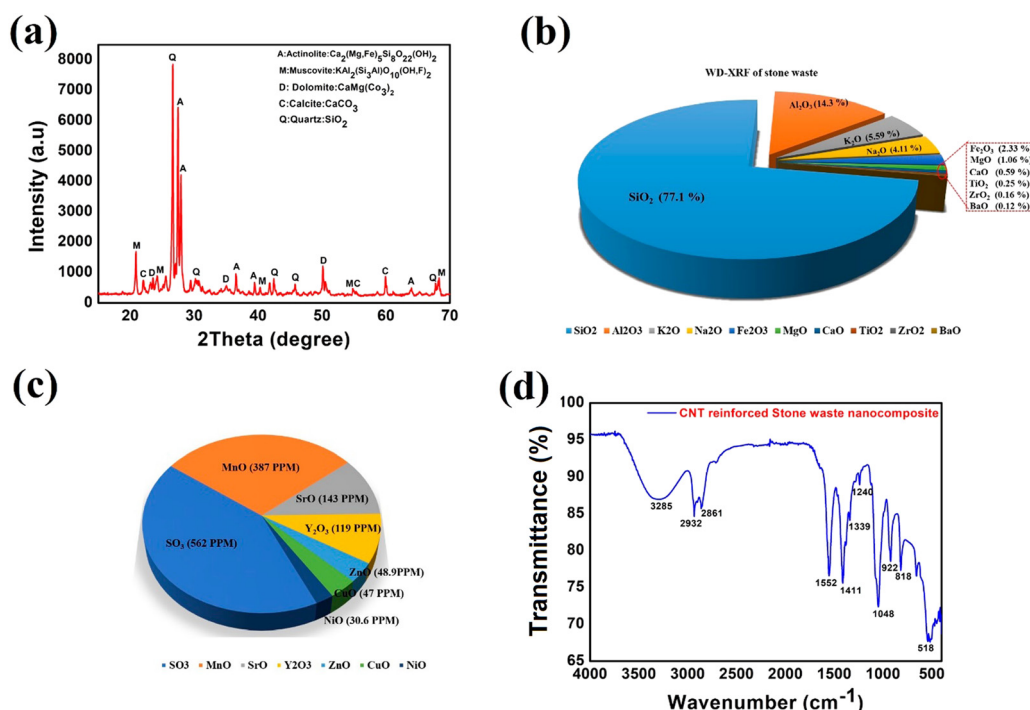 (a)
Intensity (a.u)
8000
7000
6000
5000
4000
3000
2000
1000
0
A:Actinolite:Ca2(Mg,Fe)5Si8O22(OH)2
M:Muscovite:KAl2(Si3Al)O10(OH,F)2
D: Dolomite:CaMg(Co3)2
C:Calcite:CaCO3
Q:Quartz:SiO2
Q
A
A
M
C
D
M
Q
D
A
A
M
Q
Q
D
M
C
C
A
Q
M
20 30 40 50 60 70
2Theta (degree)
(b)
WD-XRF of stone waste
Al2O3 (14.3 %)
K2O (5.59 %)
Na2O (4.11 %)
SiO2 (77.1 %)
Fe2O3 (2.33 %
MgO (1.06 %)
CaO (0.59 %)
TiO2 (0.25 %)
ZrO2 (0.16 %)
BaO (0.12 %)
SiO2 Al2O3 K2O Na2O Fe2O3 MgO CaO TiO2 ZrO2 BaO
(c)
MnO (387 PPM)
SrO (143 PPM)
Y2O3 (119 PPM)
SO3 (562 PPM)
ZnO (48.9PPM)
CuO (47 PPM)
NiO (30.6 PPM)
SO3 MnO SrO Y2O3 ZnO CuO NiO
(d)
Transmittance (%)
100
95
90
85
80
75
70
65
CNT reinforced Stone waste nanocomposite
3285
2932
2861
1552
1411
1339
1240
1048
922
818
518
4000 3500 3000 2500 2000 1500 1000 500
Wavenumber (cm-1)